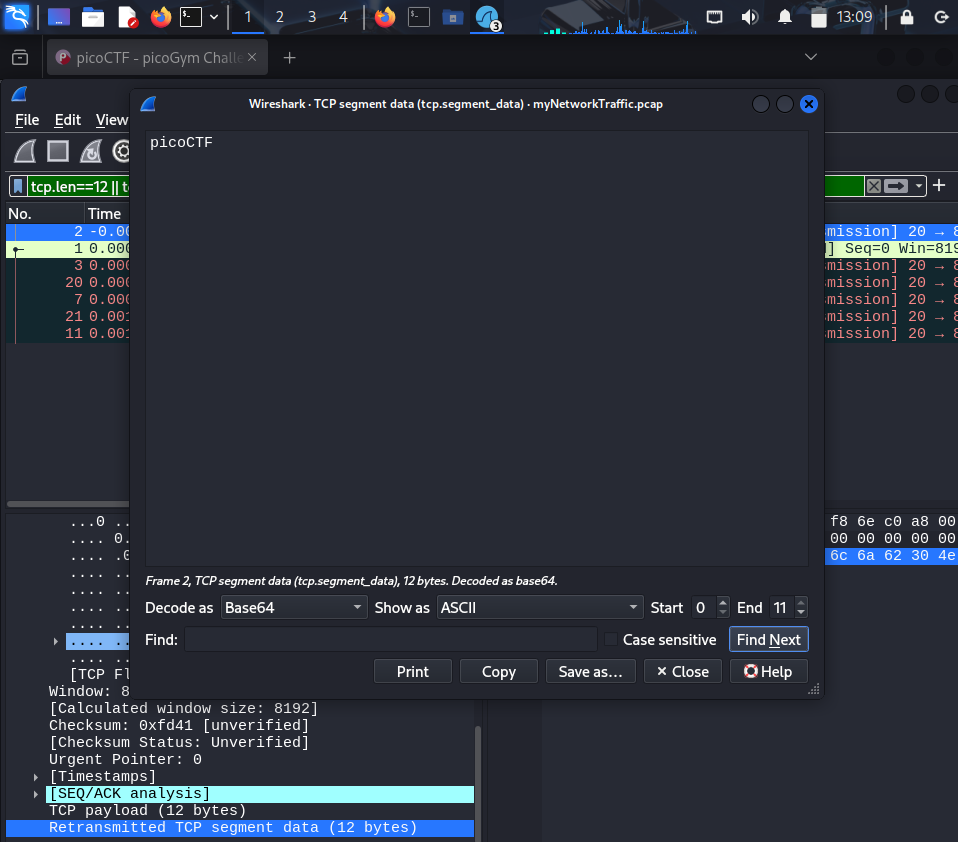 1 2 3 4 3 13:09
picoCTF - picoGym Challe
Wireshark · TCP segment data (tcp.segment_data) · myNetworkTraffic.pcap
File Edit View
picoCTF
tcp.len==12 ||
No. Time
2 -0.00
smission] 20 → 8
1 0.000
] Seq=0 Win=819
3 0.000
smission] 20 → 8
20 0.000
smission] 20 → 8
7 0.000
smission] 20 → 8
21 0.001
smission] 20 → 8
11 0.001
smission] 20 → 8
...0 ..
f8 6e c0 a8 00
.... 0.
00 00 00 00 00
.... .0
6c 6a 62 30 4e
.... ..
.... ..
.... ..
.... ..
.... ..
.... ..
Frame 2, TCP segment data (tcp.segment_data), 12 bytes. Decoded as base64.
Decode as Base64 Show as ASCII Start 0 End 11
Find: Case sensitive Find Next
Print Copy Save as… Close Help
[TCP Fl
Window: 8
[Calculated window size: 8192]
Checksum: 0xfd41 [unverified]
[Checksum Status: Unverified]
Urgent Pointer: 0
[Timestamps]
[SEQ/ACK analysis]
TCP payload (12 bytes)
Retransmitted TCP segment data (12 bytes)